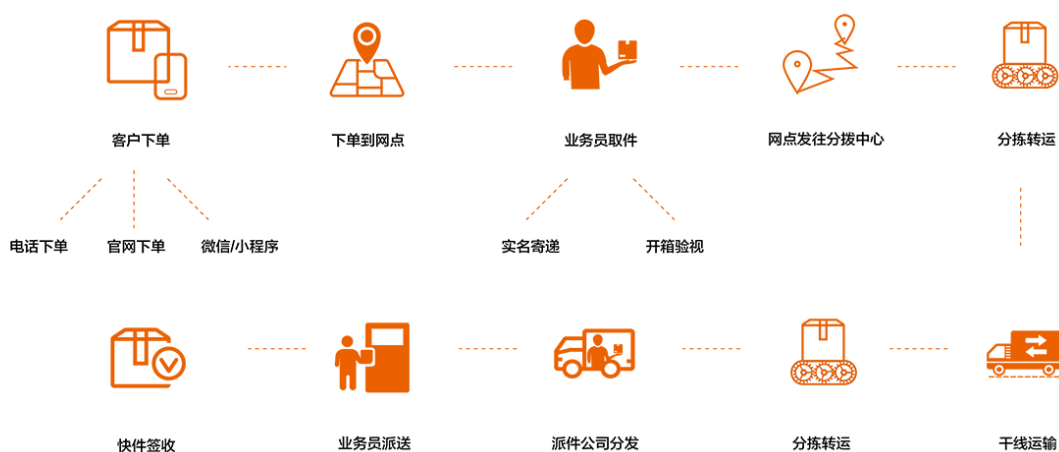 客户下单
下单到网点
业务员取件
网点发往分拨中心
分拣转运
电话下单
官网下单
微信/小程序
实名寄递
开箱验视
快件签收
业务员派送
派件公司分发
分拣转运
干线运输